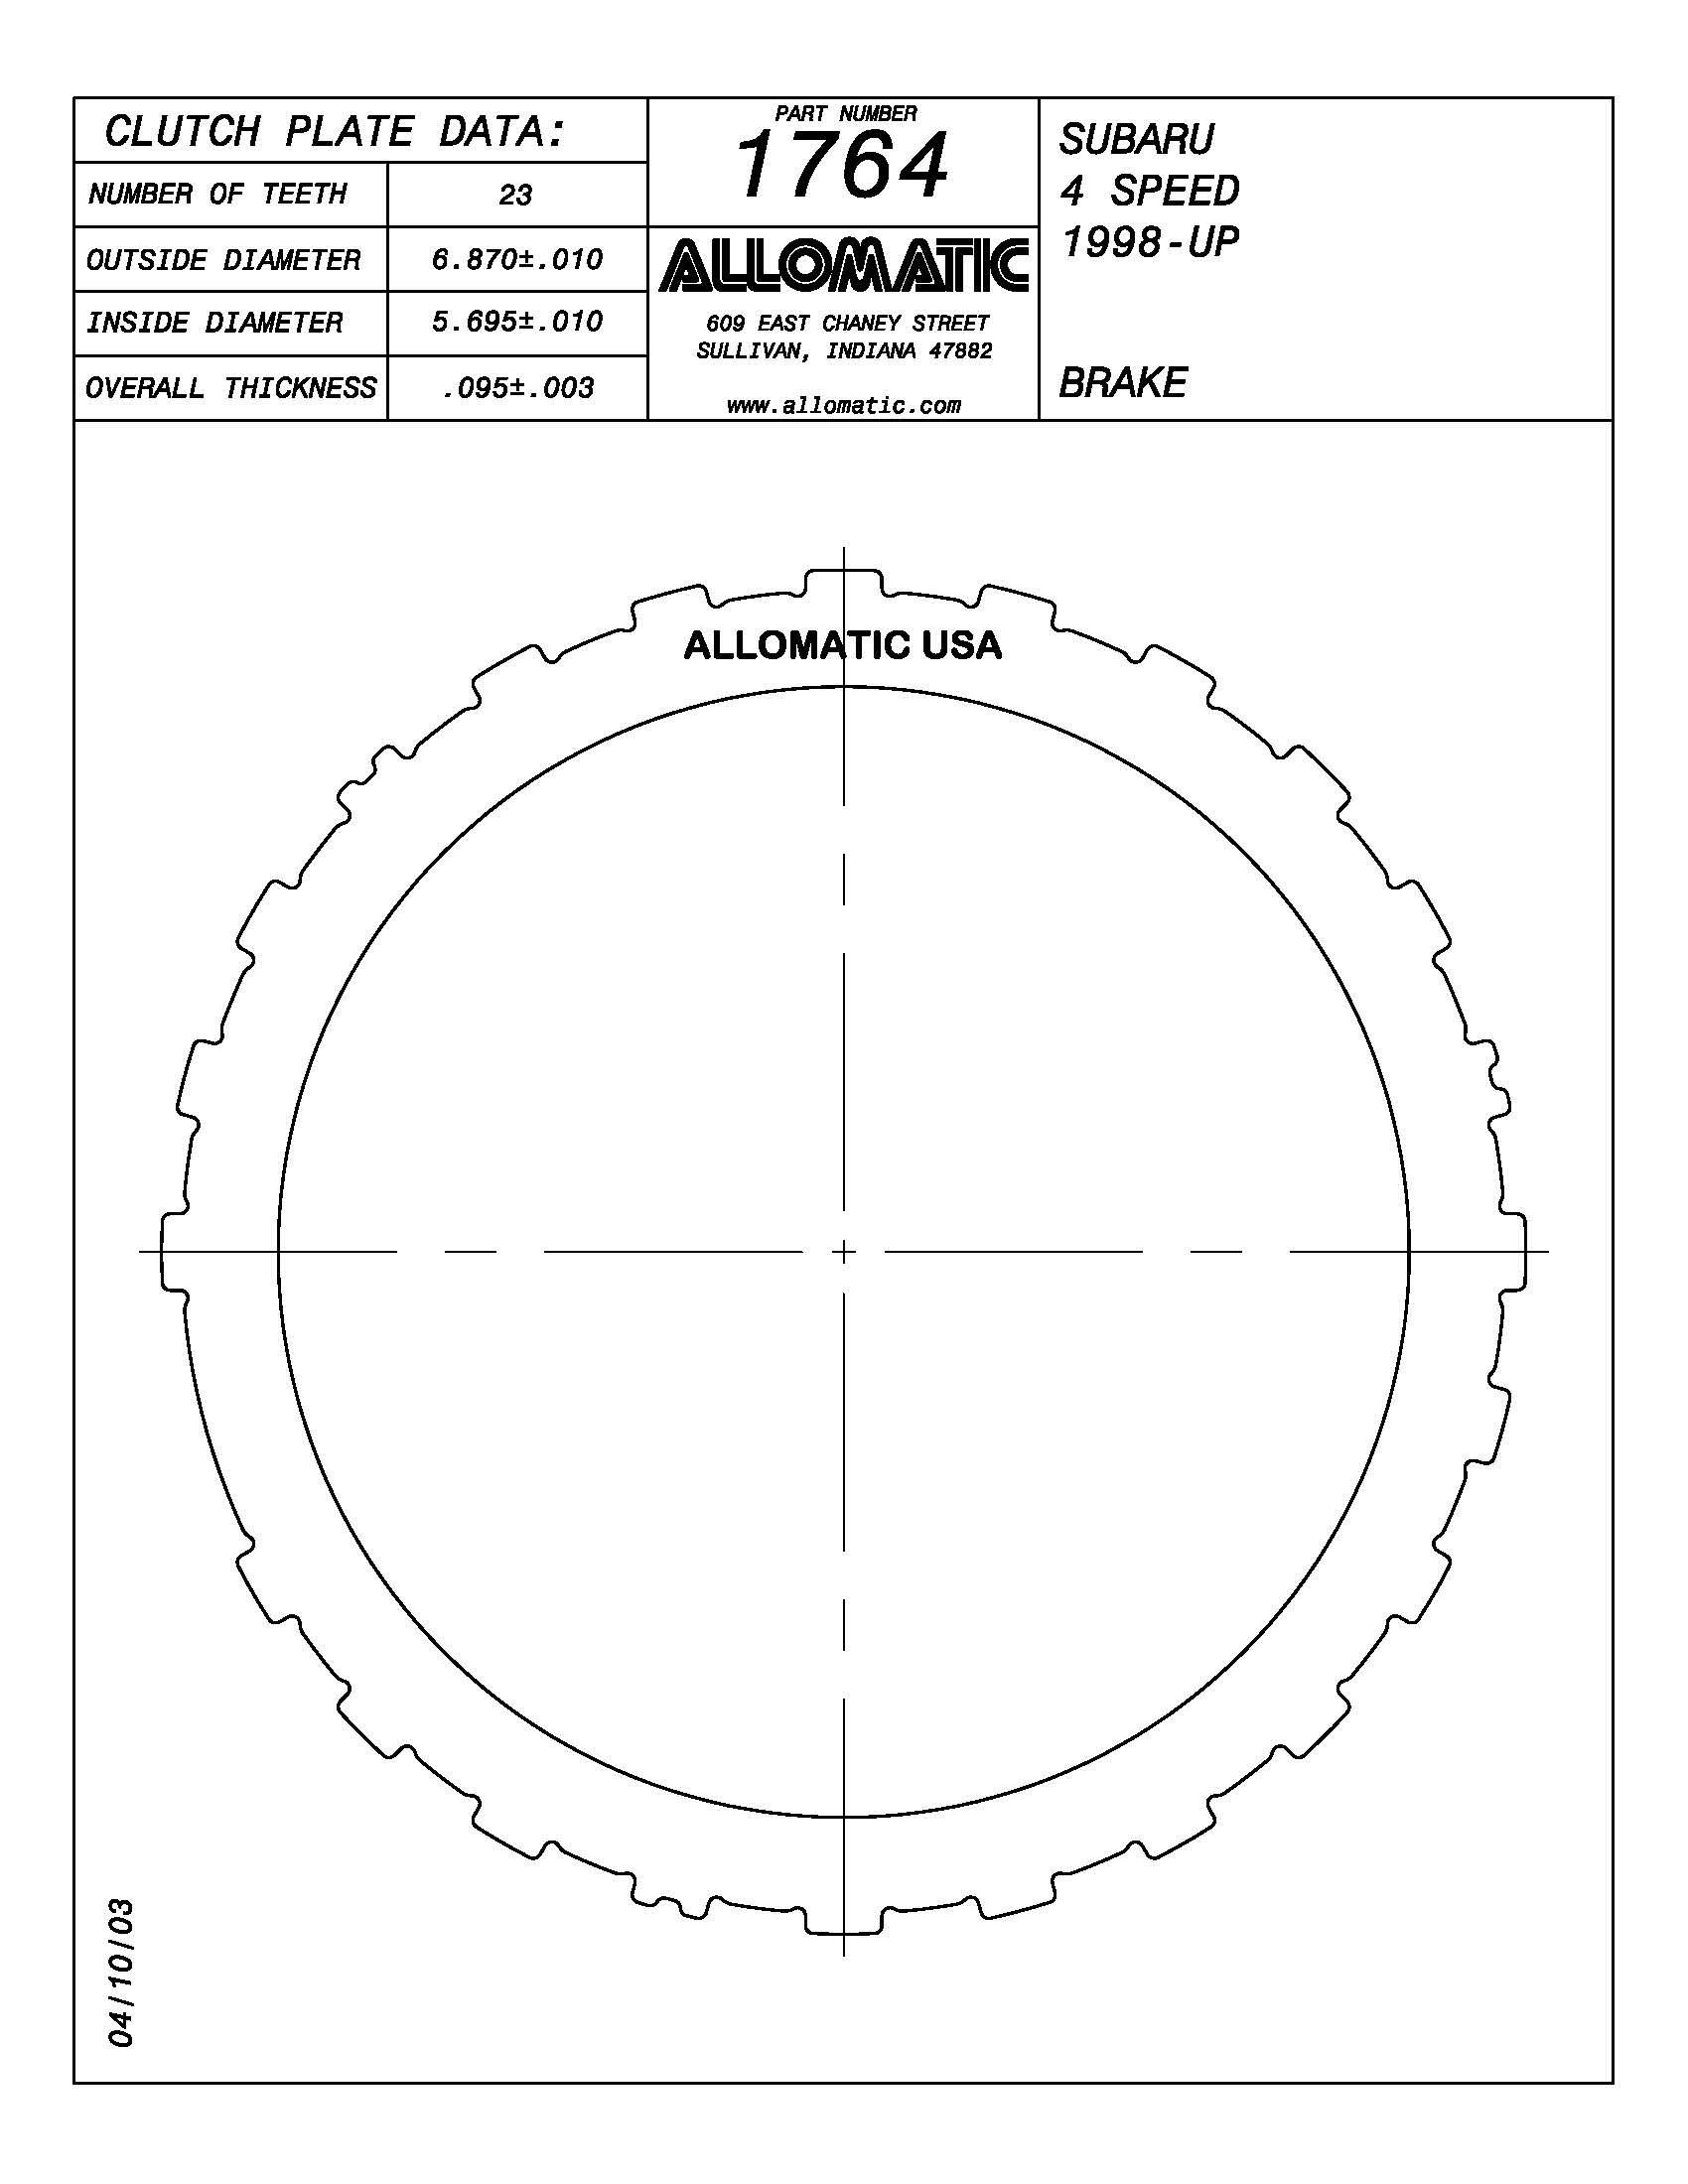 CLUTCH PLATE DATA:
NUMBER OF TEETH 23
OUTSIDE DIAMETER 6.870±.010
INSIDE DIAMETER 5.695±.010
OVERALL THICKNESS .095±.003
PART NUMBER
1764
ALLOMATIC
609 EAST CHANEY STREET
SULLIVAN, INDIANA 47882
www.allomatic.com
SUBARU
4 SPEED
1998-UP
BRAKE
ALLOMATIC USA
04/10/03